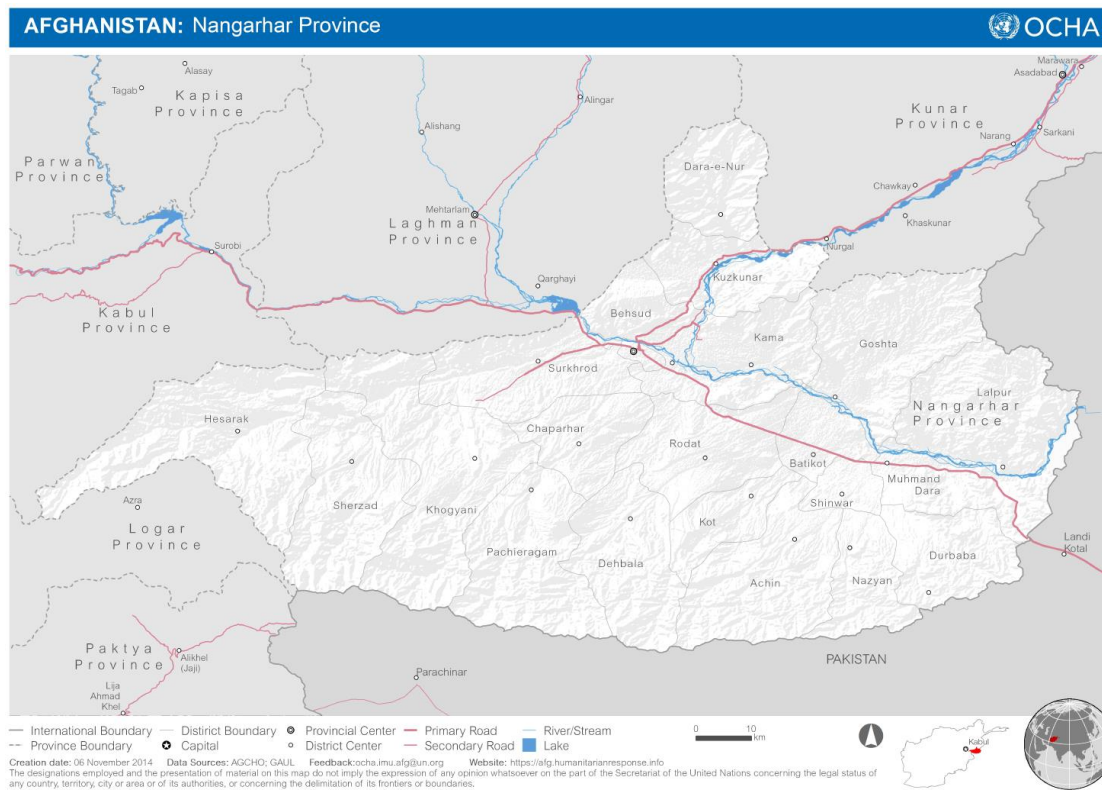 AFGHANISTAN: Nangarhar Province
OCHA
Alasay
Tagab
Kapisa
Province
Parwan
Province
Surobi
Kabul
Province
Alishang
Alingar
Mehtarlam
Laghman
Province
Qarghayi
Dara-e-Nur
Marawara
Asadabad
Kunar
Province
Narang
Sarkani
Chawkay
Khaskunar
Nurgal
Kuzkunar
Behsud
Kama
Goshta
Surkhrod
Lalpur
Nangarhar
Province
Hesarak
Chaparhar
Rodat
Batikot
Muhmand
Dara
Azra
Sherzad
Khogyani
Shinwar
Logar
Province
Kot
Pachieragam
Dehbala
Durbaba
Landi
Kotal
Achin
Nazyan
Paktya
Province
Alikhel
(Jaji)
Lija
Ahmad
Khel
Parachinar
PAKISTAN
International Boundary
District Boundary
Provincial Center
Primary Road
River/Stream
Province Boundary
Capital
District Center
Secondary Road
Lake
0 10
km
Kabul
Creation date: 06 November 2014 Data Sources: AGCHO; GAUL Feedback:ocha.imu.afg@un.org Website: https://afg.humanitarianresponse.info
The designations employed and the presentation of material on this map do not imply the expression of any opinion whatsoever on the part of the Secretariat of the United Nations concerning the legal status of
any country, territory, city or area or of its authorities, or concerning the delimitation of its frontiers or boundaries.